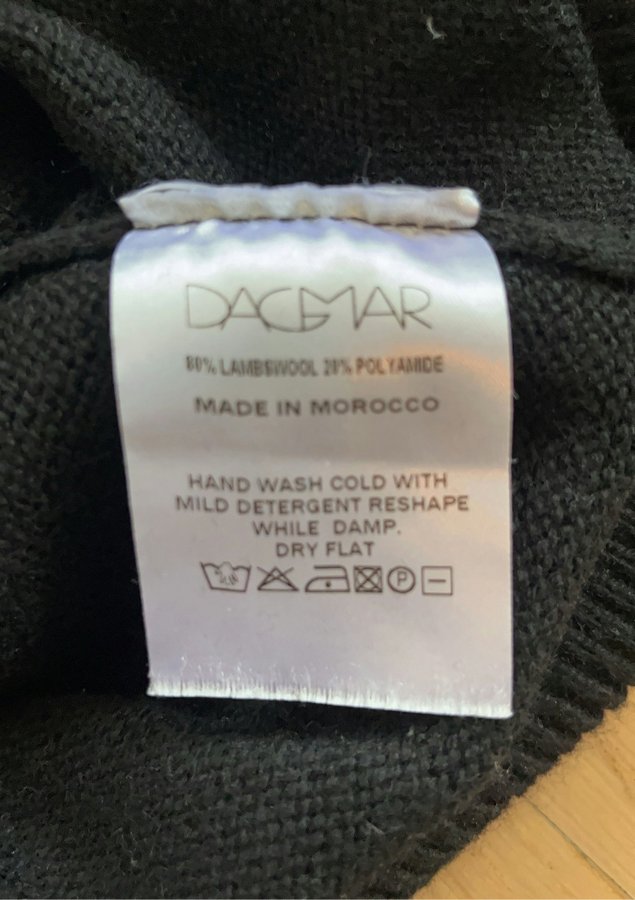 DAGMAR
80% LAMBSWOOL 20% POLYAMIDE
MADE IN MOROCCO
HAND WASH COLD WITH
MILD DETERGENT RESHAPE
WHILE DAMP.
DRY FLAT
P